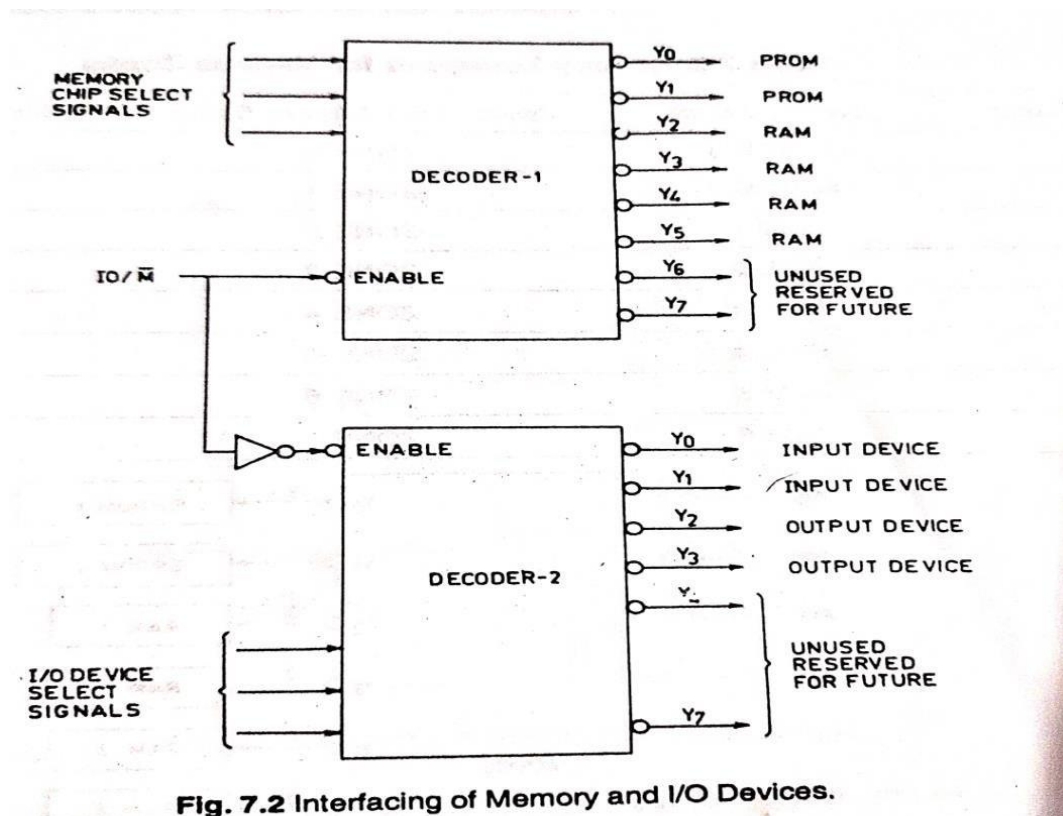 MEMORY
CHIP SELECT
SIGNALS
DECODER-1
IO/M̅
ENABLE
Y0 PROM
Y1 PROM
Y2 RAM
Y3 RAM
Y4 RAM
Y5 RAM
Y6
Y7
UNUSED
RESERVED
FOR FUTURE
ENABLE
DECODER-2
I/O DEVICE
SELECT
SIGNALS
Y0 INPUT DEVICE
Y1 INPUT DEVICE
Y2 OUTPUT DEVICE
Y3 OUTPUT DEVICE
Y7
UNUSED
RESERVED
FOR FUTURE
Fig. 7.2 Interfacing of Memory and I/O Devices.